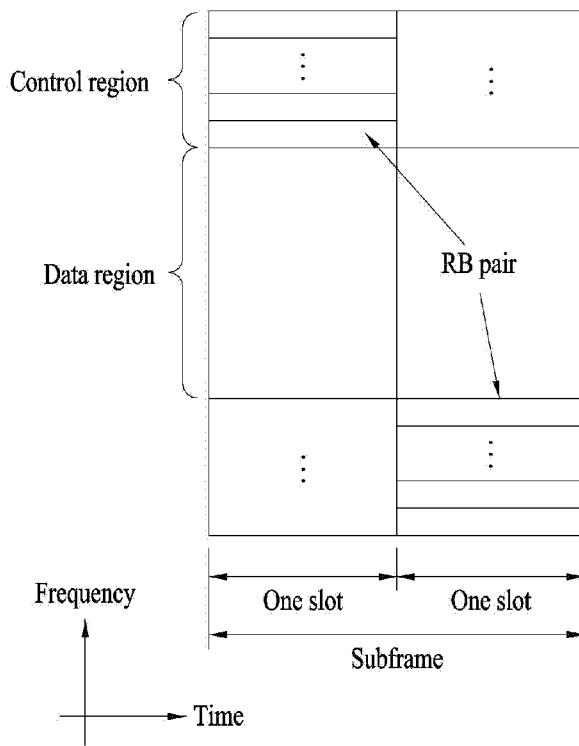 Control region
Data region
RB pair
One slot
One slot
Subframe
Frequency
Time